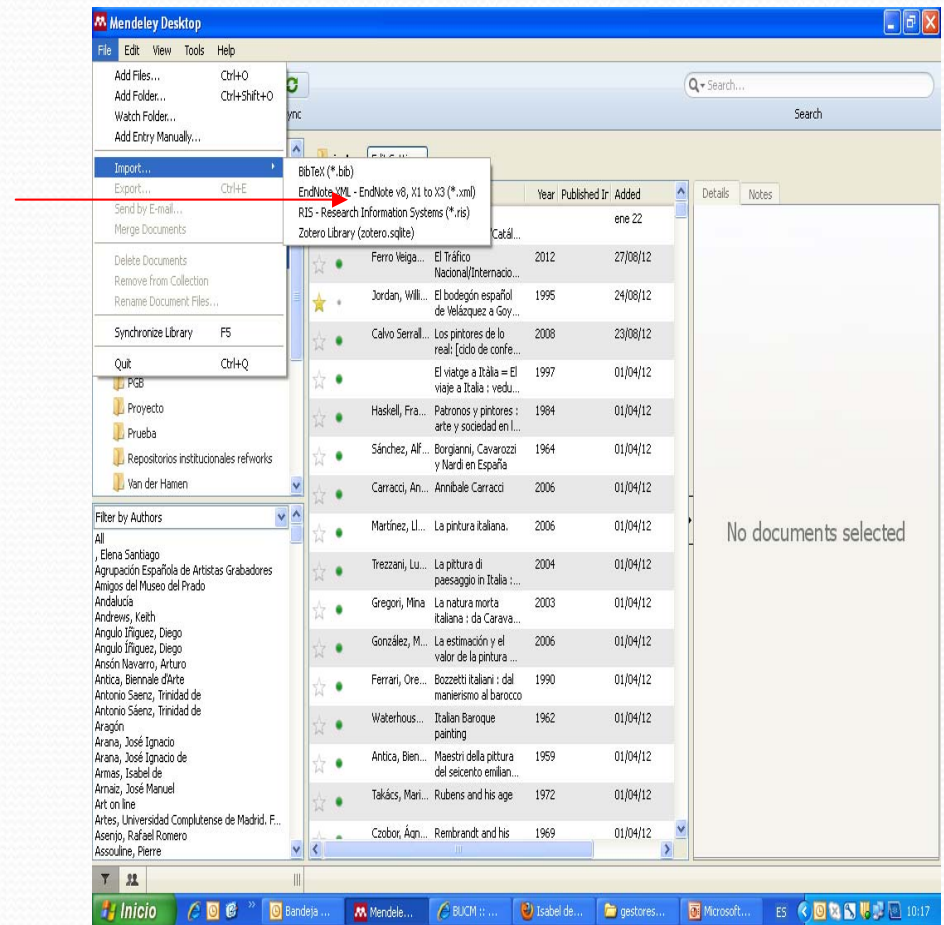 Mendeley Desktop
File Edit View Tools Help
Add Files... Ctrl+O
Add Folder... Ctrl+Shift+O
Watch Folder...
Add Entry Manually...
Import...
Export... Ctrl+E
Send by E-mail...
Merge Documents
Delete Documents
Remove from Collection
Rename Document Files...
Synchronize Library F5
Quit Ctrl+Q
BibTeX (*.bib)
EndNote XML - EndNote v8, X1 to X3 (*.xml)
RIS - Research Information Systems (*.ris)
Zotero Library (zotero.sqlite)
Search...
Search
PGB
Proyecto
Prueba
Repositorios institucionales refworks
Van der Hamen
Filter by Authors
All
, Elena Santiago
Agrupación Española de Artistas Grabadores
Amigos del Museo del Prado
Andalucía
Andrews, Keith
Angulo Iñiguez, Diego
Angulo Íñiguez, Diego
Ansón Navarro, Arturo
Antica, Biennale d'Arte
Antonio Saenz, Trinidad de
Antonio Sáenz, Trinidad de
Aragón
Arana, José Ignacio
Arana, José Ignacio de
Armas, Isabel de
Arnaiz, José Manuel
Art on line
Artes, Universidad Complutense de Madrid. F...
Asenjo, Rafael Romero
Assouline, Pierre
Year Published Ir Added
ene 22
/Catál...
Ferro Veiga... El Tráfico 2012 27/08/12
Nacional/Internacio...
Jordan, Willi... El bodegón español 1995 24/08/12
de Velázquez a Goy...
Calvo Serrall... Los pintores de lo 2008 23/08/12
real: [ciclo de confe...
El viatge a Itàlia = El 1997 01/04/12
viaje a Italia : vedu...
Haskell, Fra... Patronos y pintores : 1984 01/04/12
arte y sociedad en l...
Sánchez, Alf... Borgianni, Cavarozzi 1964 01/04/12
y Nardi en España
Carracci, An... Annibale Carracci 2006 01/04/12
Martínez, Ll... La pintura italiana. 2006 01/04/12
Trezzani, Lu... La pittura di 2004 01/04/12
paesaggio in Italia :...
Gregori, Mina La natura morta 2003 01/04/12
italiana : da Carava...
González, M... La estimación y el 2006 01/04/12
valor de la pintura ...
Ferrari, Ore... Bozzetti italiani : dal 1990 01/04/12
manierismo al barocco
Waterhous... Italian Baroque 1962 01/04/12
painting
Antica, Bien... Maestri della pittura 1959 01/04/12
del seicento emilian...
Takács, Mari... Rubens and his age 1972 01/04/12
Czobor, Ágn... Rembrandt and his 1969 01/04/12
Details Notes
No documents selected
Inicio Bandeja ... Mendele... BUCM :: ... Isabel de... gestores... Microsoft... ES 10:17